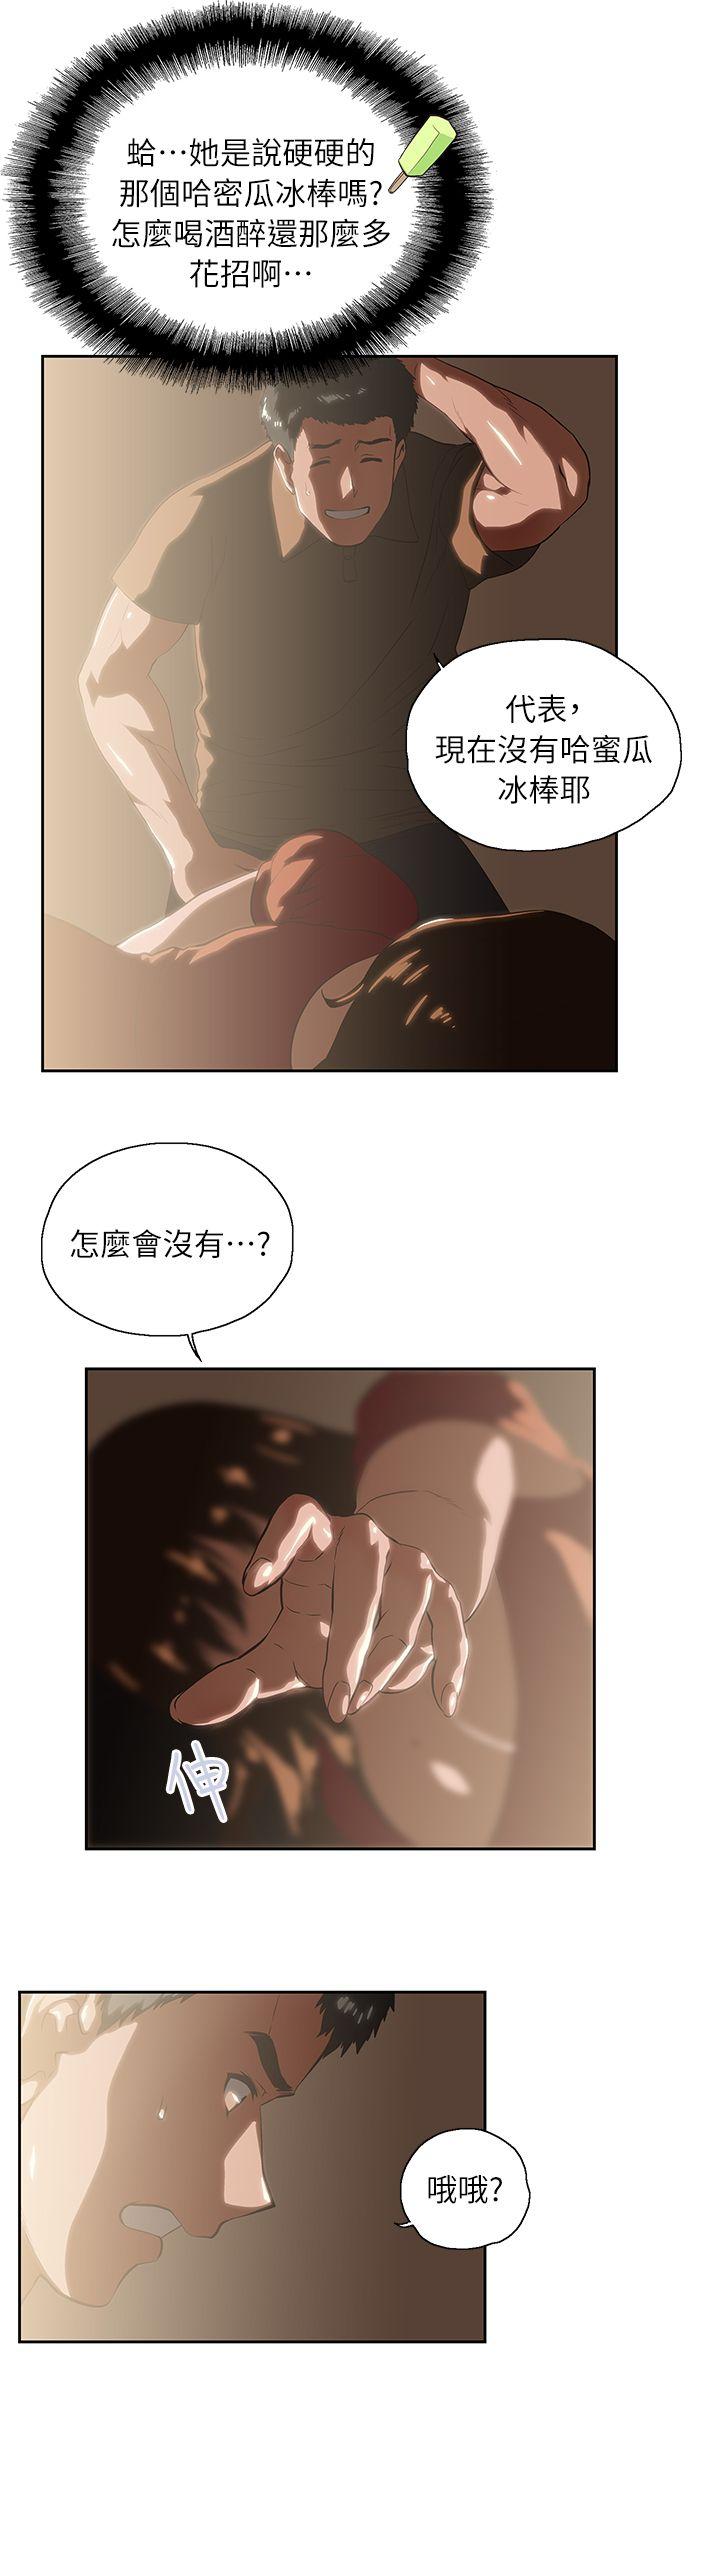 蛤…她是說硬硬的
那個哈密瓜冰棒嗎?
怎麼喝酒醉還那麼多
花招啊…
代表,
現在沒有哈蜜瓜
冰棒耶
怎麼會沒有…?
伸
哦哦?